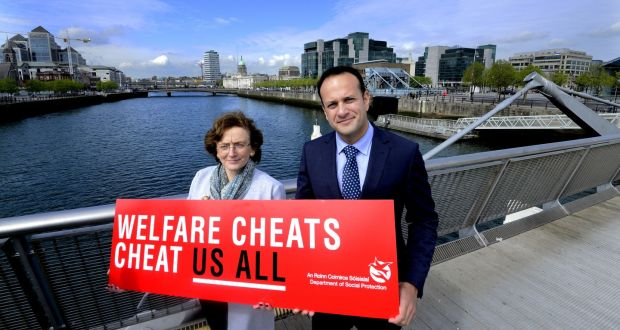 WELFARE CHEATS
CHEAT US ALL
An Roinn Coimirce Sóisialaí
Department of Social Protection